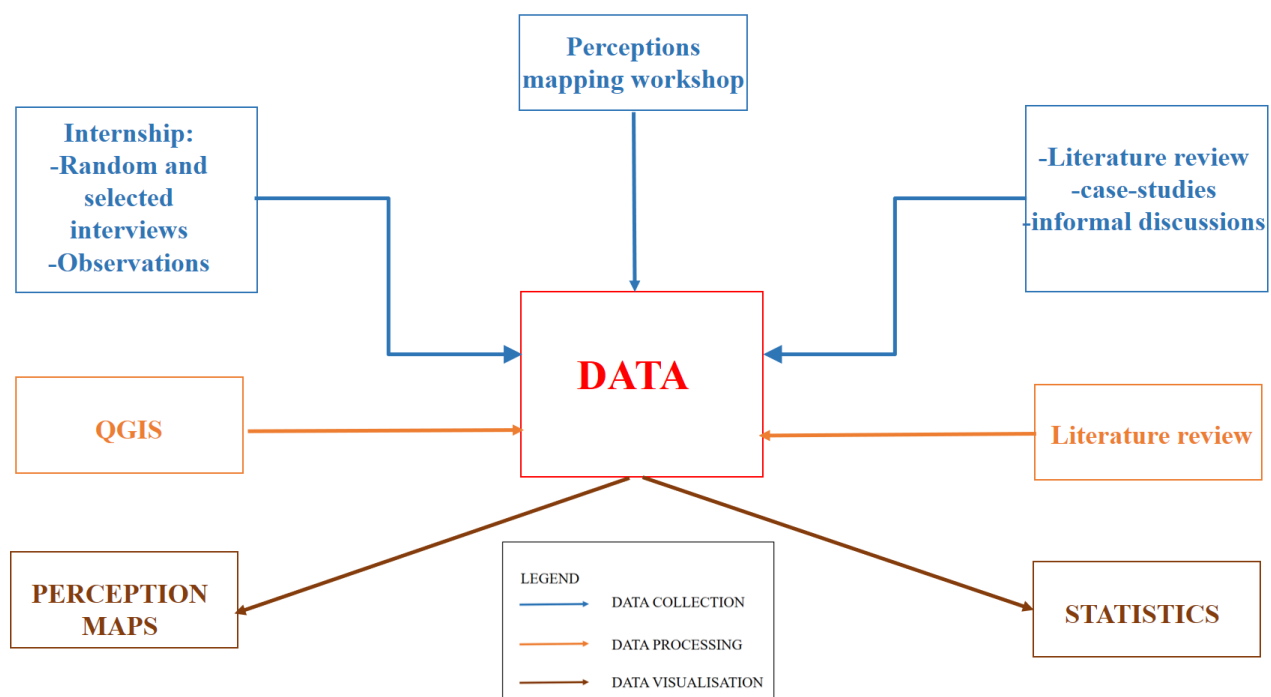 Perceptions
mapping workshop
Internship:
-Random and
selected
interviews
-Observations
-Literature review
-case-studies
-informal discussions
DATA
QGIS
Literature review
PERCEPTION
MAPS
STATISTICS
LEGEND
DATA COLLECTION
DATA PROCESSING
DATA VISUALISATION